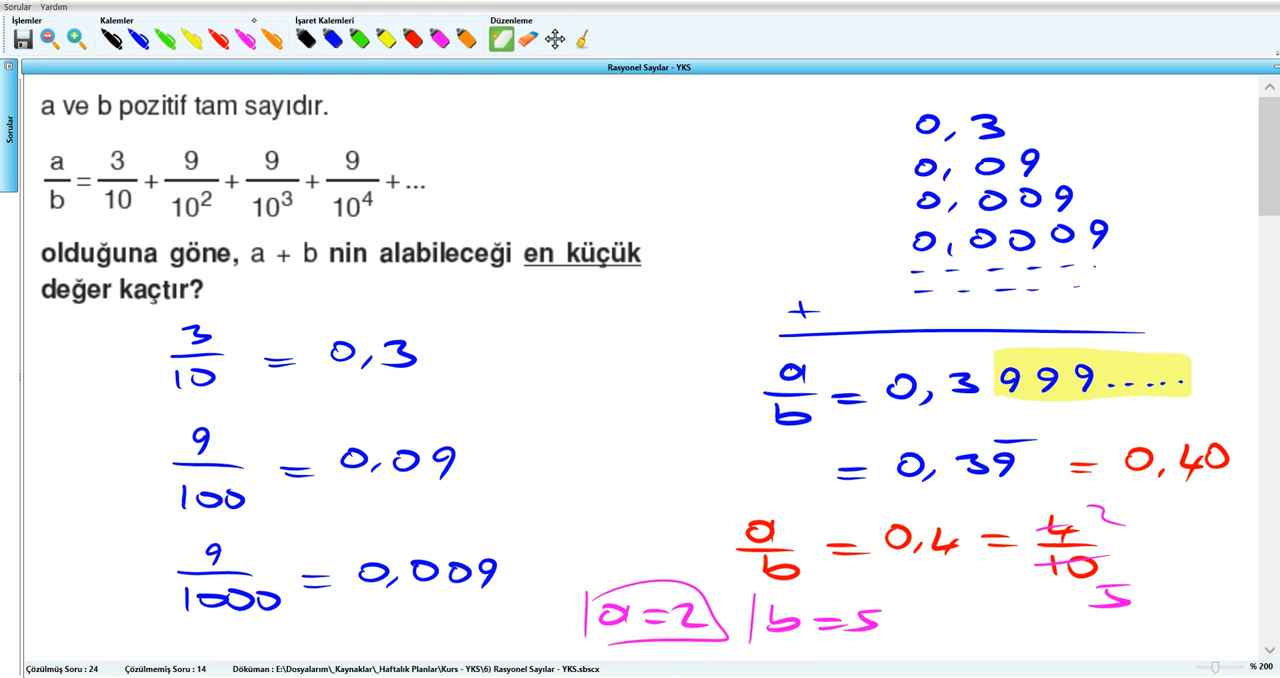 Sorular Yardım
İşlemler Kalemler İşaret Kalemleri Düzenleme
Rasyonel Sayılar - YKS
Sorular
a ve b pozitif tam sayıdır.
a/b = 3/10 + 9/10² + 9/10³ + 9/10⁴ + ...
olduğuna göne, a + b nin alabileceği en küçük
değer kaçtır?
3/10 = 0,3
9/100 = 0,09
9/1000 = 0,009
0,3
0,09
0,009
0,0009
+
a/b = 0,3999.....
= 0,39̅ = 0,40
a/b = 0,4 = 4/10 2 5
a=2 b=5
Çözülmüş Soru : 24 Çözülmemiş Soru : 14 Döküman : E:\Dosyalarım\_Kaynaklar\_Haftalık Planlar\Kurs - YKS\6) Rasyonel Sayılar - YKS.sbscx % 200